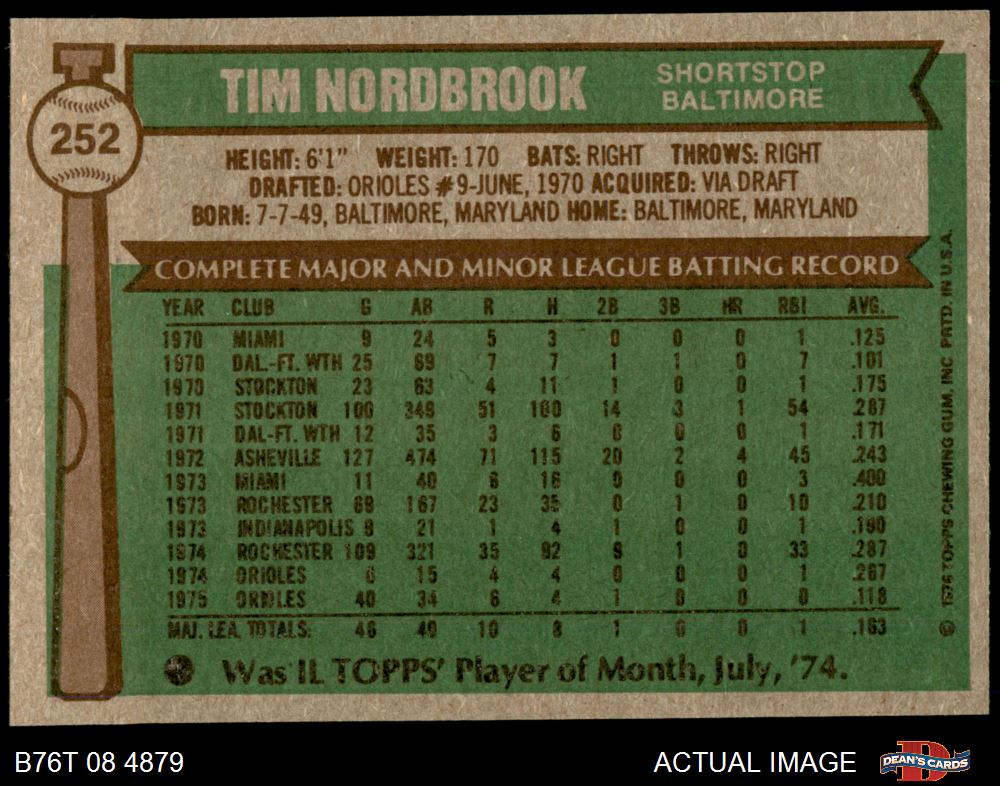 252
TIM NORDBROOK
SHORTSTOP
BALTIMORE
HEIGHT: 6'1" WEIGHT: 170 BATS: RIGHT THROWS: RIGHT
DRAFTED: ORIOLES #9-JUNE, 1970 ACQUIRED: VIA DRAFT
BORN: 7-7-49, BALTIMORE, MARYLAND HOME: BALTIMORE, MARYLAND
COMPLETE MAJOR AND MINOR LEAGUE BATTING RECORD
YEAR CLUB G AB R H 2B 3B HR RBI AVG.
1970 MIAMI 9 24 5 3 0 0 0 1 .125
1970 DAL.-FT. WTH 25 69 7 7 1 1 0 7 .101
1970 STOCKTON 23 63 4 11 1 0 0 1 .175
1971 STOCKTON 100 349 51 100 14 3 1 54 .287
1971 DAL-FT. WTH 12 35 3 6 0 0 0 1 .171
1972 ASHEVILLE 127 474 71 115 20 2 4 45 .243
1973 MIAMI 11 40 6 16 0 0 0 3 .400
1973 ROCHESTER 69 167 23 35 0 1 0 10 .210
1973 INDIANAPOLIS 8 21 1 4 1 0 0 1 .190
1974 ROCHESTER 109 321 35 92 9 1 0 33 .287
1974 ORIOLES 6 15 4 4 0 0 0 1 .267
1975 ORIOLES 40 34 6 4 1 0 0 0 .118
MAJ. LEA. TOTALS: 46 49 10 8 1 0 0 1 .163
Was IL TOPPS' Player of Month, July, '74.
© 1976 TOPPS CHEWING GUM, INC. PRTD. IN U.S.A.
B76T 08 4879
ACTUAL IMAGE
D
DEAN'S CARDS